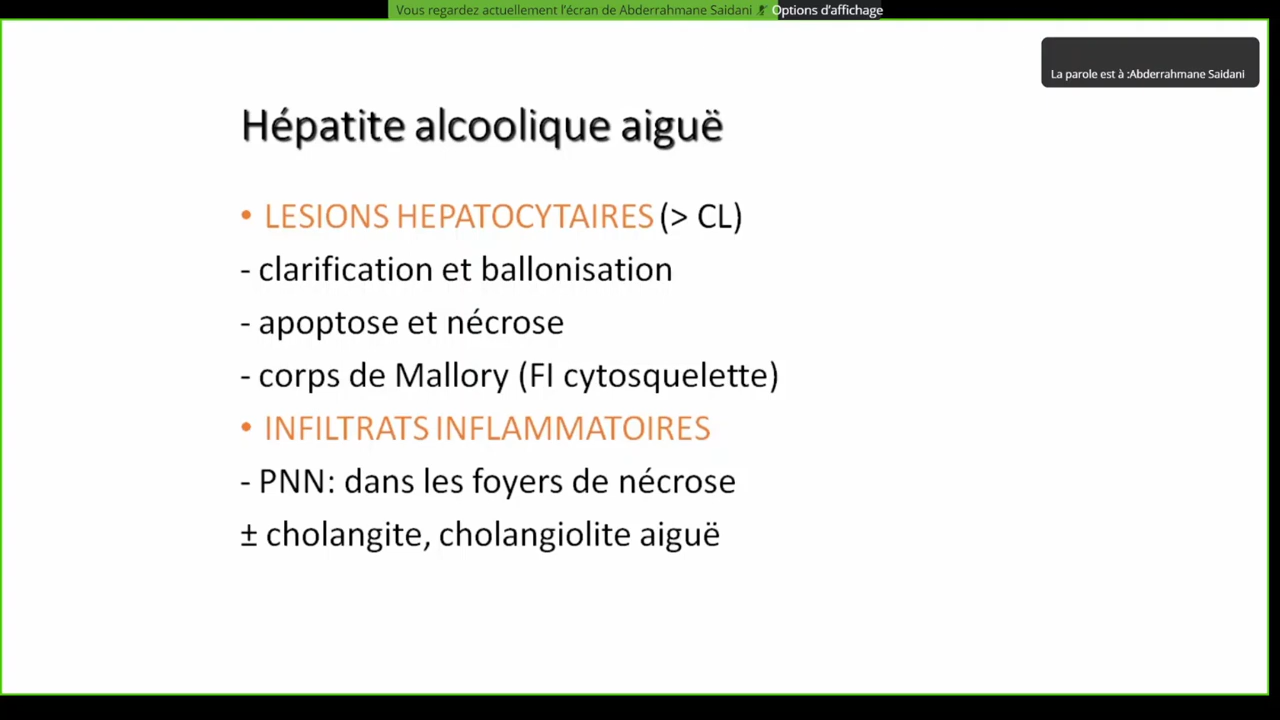 Vous regardez actuellement l'écran de Abderrahmane Saidani Options d'affichage
La parole est à :Abderrahmane Saidani
Hépatite alcoolique aiguë
• LESIONS HEPATOCYTAIRES (> CL)
- clarification et ballonisation
- apoptose et nécrose
- corps de Mallory (FI cytosquelette)
• INFILTRATS INFLAMMATOIRES
- PNN: dans les foyers de nécrose
± cholangite, cholangiolite aiguë